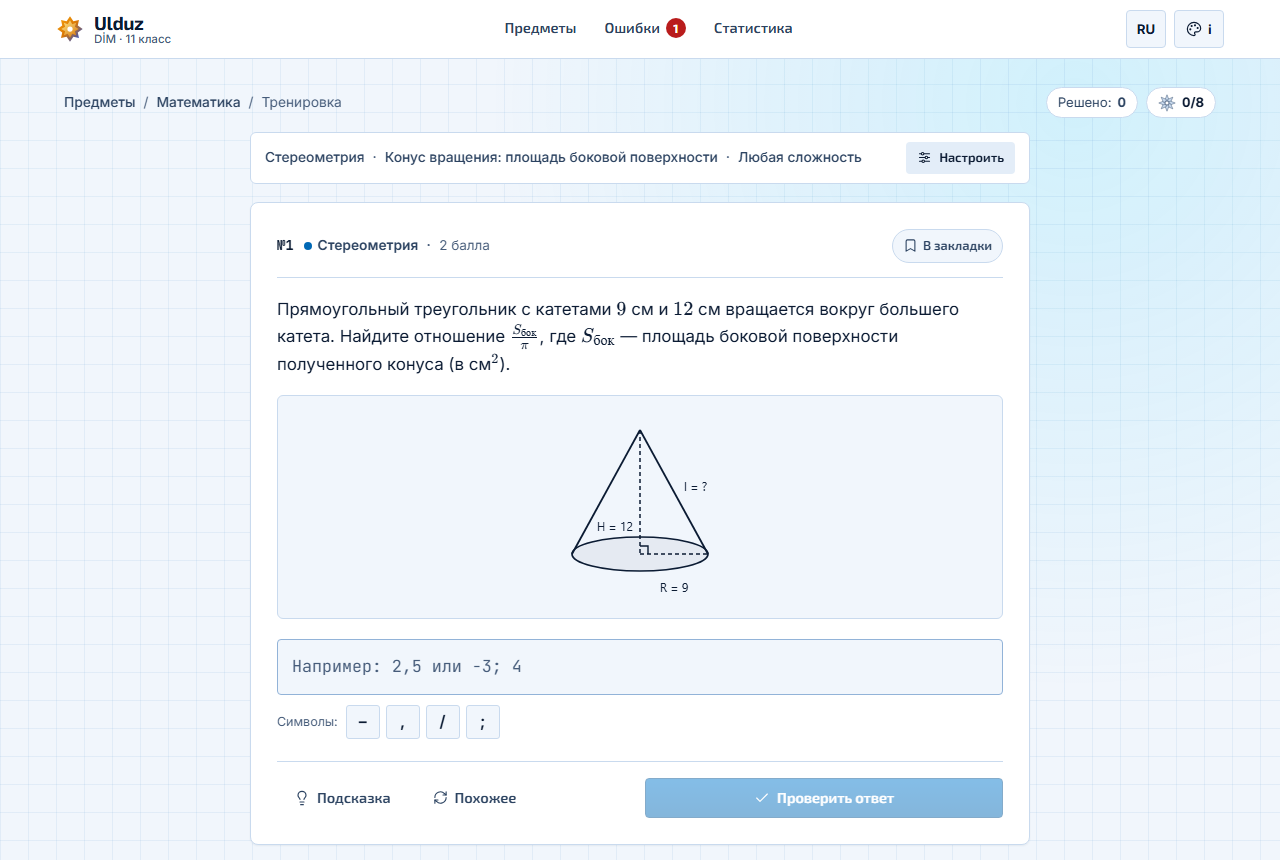 Ulduz
DİM · 11 класс
Предметы
Ошибки 1
Статистика
RU
i
Предметы / Математика / Тренировка
Решено: 0
0/8
Стереометрия · Конус вращения: площадь боковой поверхности · Любая сложность
Настроить
№1 Стереометрия · 2 балла
В закладки
Прямоугольный треугольник с катетами 9 см и 12 см вращается вокруг большего
катета. Найдите отношение Sбок/π, где Sбок — площадь боковой поверхности
полученного конуса (в см²).
l = ?
H = 12
R = 9
Например: 2,5 или -3; 4
Символы: − , / ;
Подсказка
Похожее
Проверить ответ